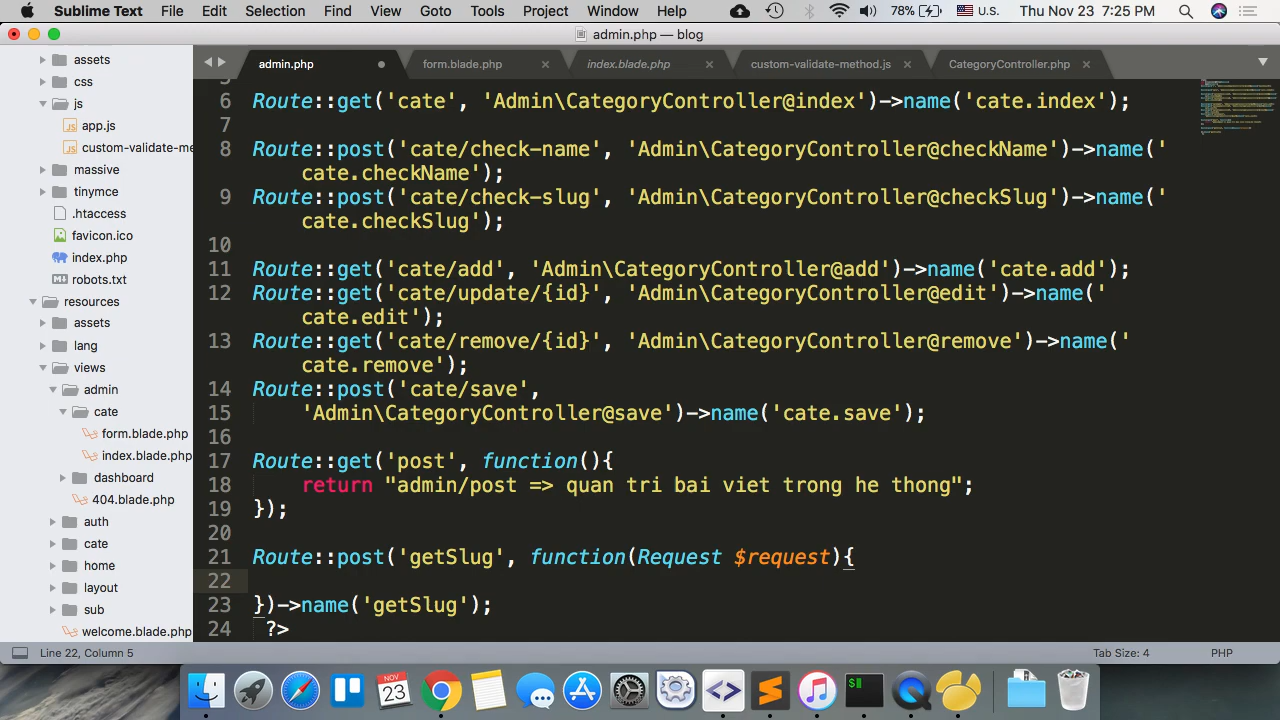 Sublime Text File Edit Selection Find View Goto Tools Project Window Help 78% U.S. Thu Nov 23 7:25 PM
admin.php — blog
admin.php form.blade.php index.blade.php custom-validate-method.js CategoryController.php
assets
css
js
app.js
custom-validate-me
massive
tinymce
.htaccess
favicon.ico
index.php
robots.txt
resources
assets
lang
views
admin
cate
form.blade.php
index.blade.php
dashboard
404.blade.php
auth
cate
home
layout
sub
welcome.blade.php
6 Route::get('cate', 'Admin\CategoryController@index')->name('cate.index');
7
8 Route::post('cate/check-name', 'Admin\CategoryController@checkName')->name('
cate.checkName');
9 Route::post('cate/check-slug', 'Admin\CategoryController@checkSlug')->name('
cate.checkSlug');
10
11 Route::get('cate/add', 'Admin\CategoryController@add')->name('cate.add');
12 Route::get('cate/update/{id}', 'Admin\CategoryController@edit')->name('
cate.edit');
13 Route::get('cate/remove/{id}', 'Admin\CategoryController@remove')->name('
cate.remove');
14 Route::post('cate/save',
15 'Admin\CategoryController@save')->name('cate.save');
16
17 Route::get('post', function(){
18 return "admin/post => quan tri bai viet trong he thong";
19 });
20
21 Route::post('getSlug', function(Request $request){
22
23 })->name('getSlug');
24 ?>
Line 22, Column 5 Tab Size: 4 PHP
NOV
23